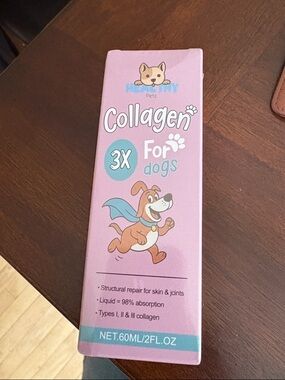 HEALTHY
Pets
Collagen
3X
For
dogs
• Structural repair for skin & joints
• Liquid = 98% absorption
• Types I, II & III collagen
NET.60ML/2FL.OZ